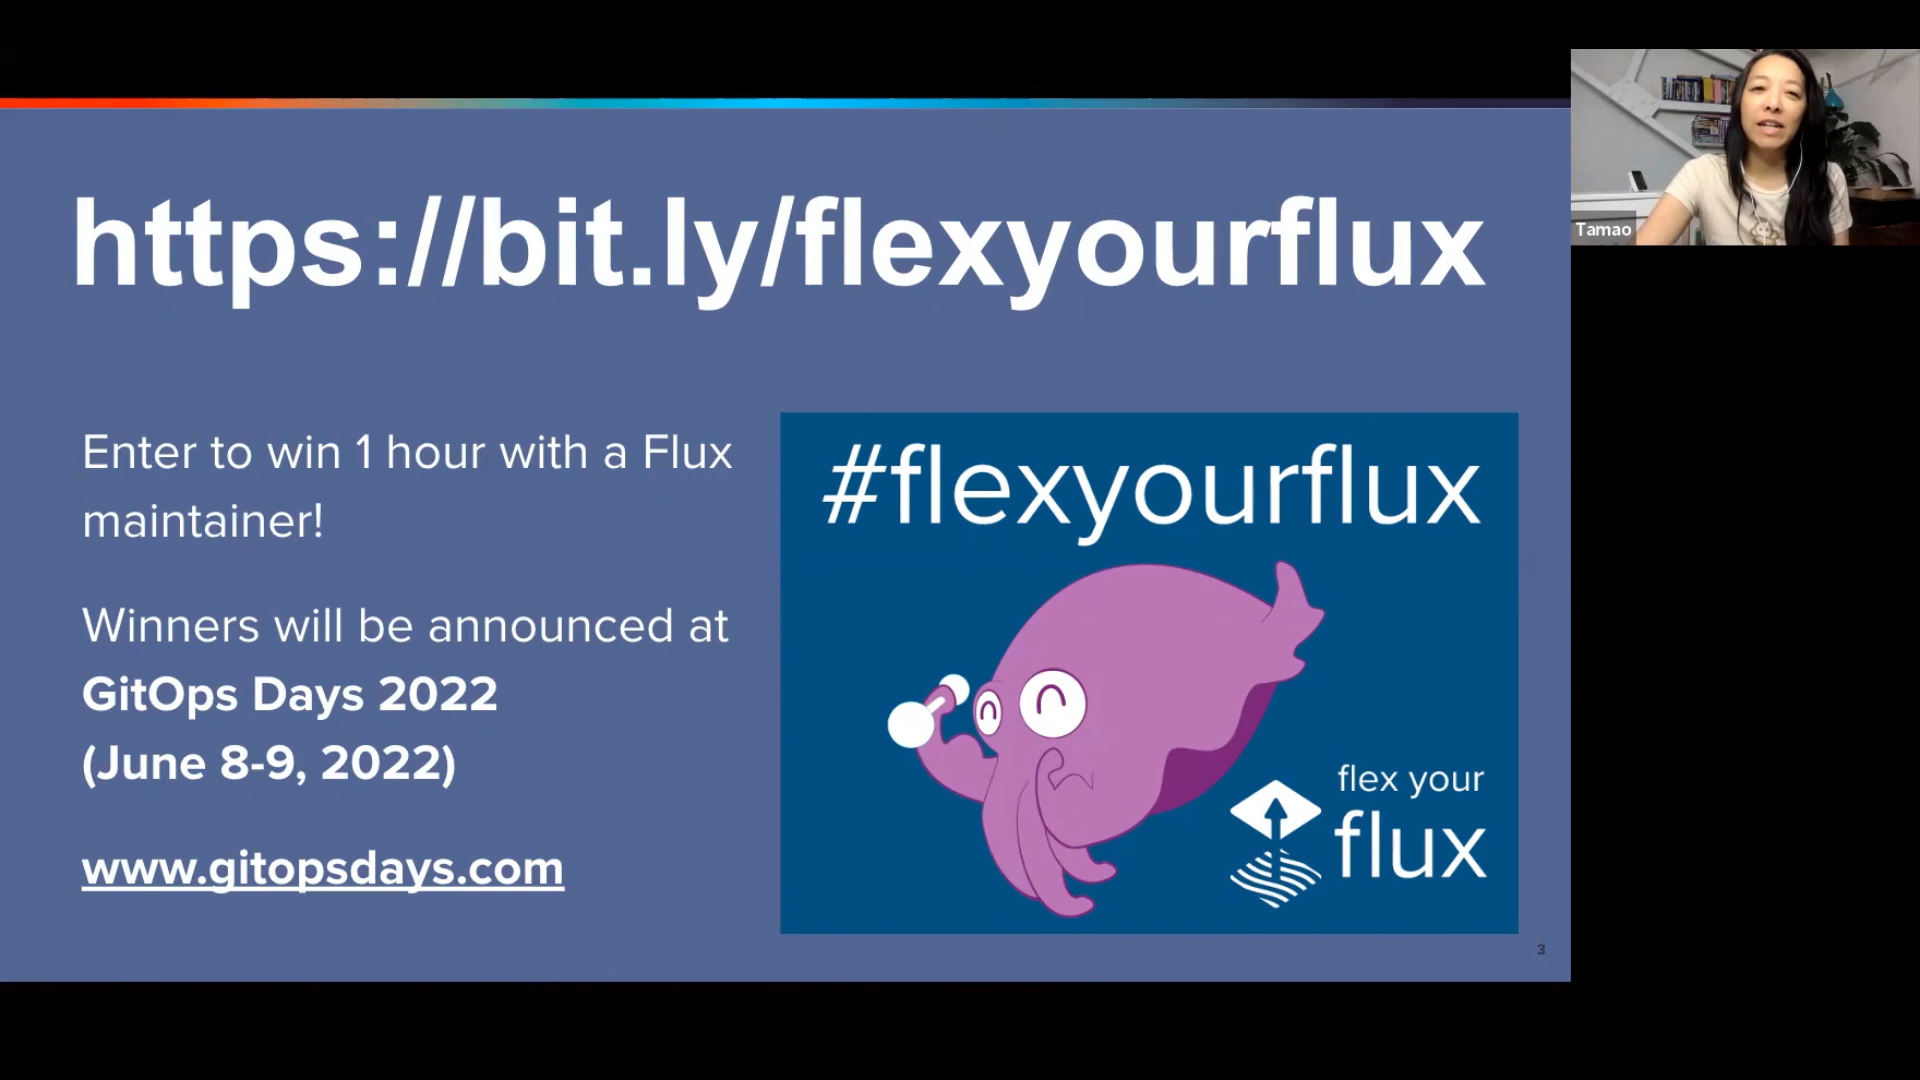 https://bit.ly/flexyourflux
Enter to win 1 hour with a Flux
maintainer!
Winners will be announced at
GitOps Days 2022
(June 8-9, 2022)
www.gitopsdays.com
#flexyourflux
flex your
flux
3
Tamao